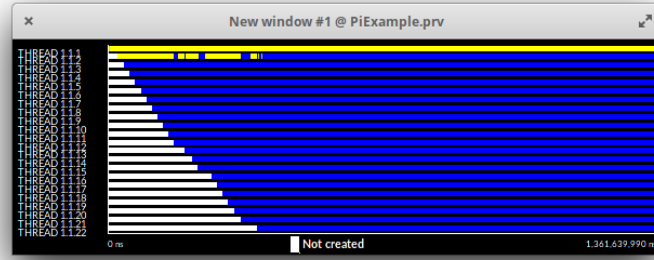 New window #1 @ PiExample.prv
THREAD 1.1.1
THREAD 1.1.2
THREAD 1.1.3
THREAD 1.1.4
THREAD 1.1.5
THREAD 1.1.6
THREAD 1.1.7
THREAD 1.1.8
THREAD 1.1.9
THREAD 1.1.10
THREAD 1.1.11
THREAD 1.1.12
THREAD 1.1.13
THREAD 1.1.14
THREAD 1.1.15
THREAD 1.1.16
THREAD 1.1.17
THREAD 1.1.18
THREAD 1.1.19
THREAD 1.1.20
THREAD 1.1.21
THREAD 1.1.22
0 ns Not created 1,361,639,990 n